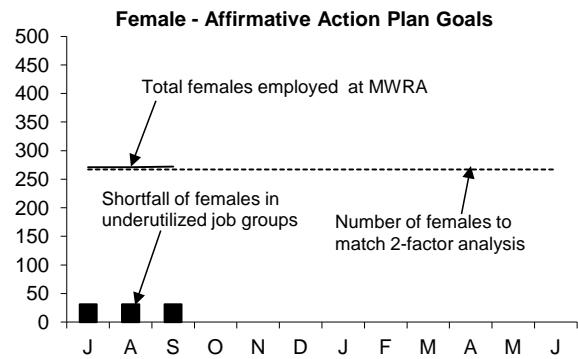 Female - Affirmative Action Plan Goals
500
450
400
350
300
250
200
150
100
50
0
Total females employed at MWRA
Shortfall of females in
underutilized job groups
Number of females to
match 2-factor analysis
J A S O N D J F M A M J